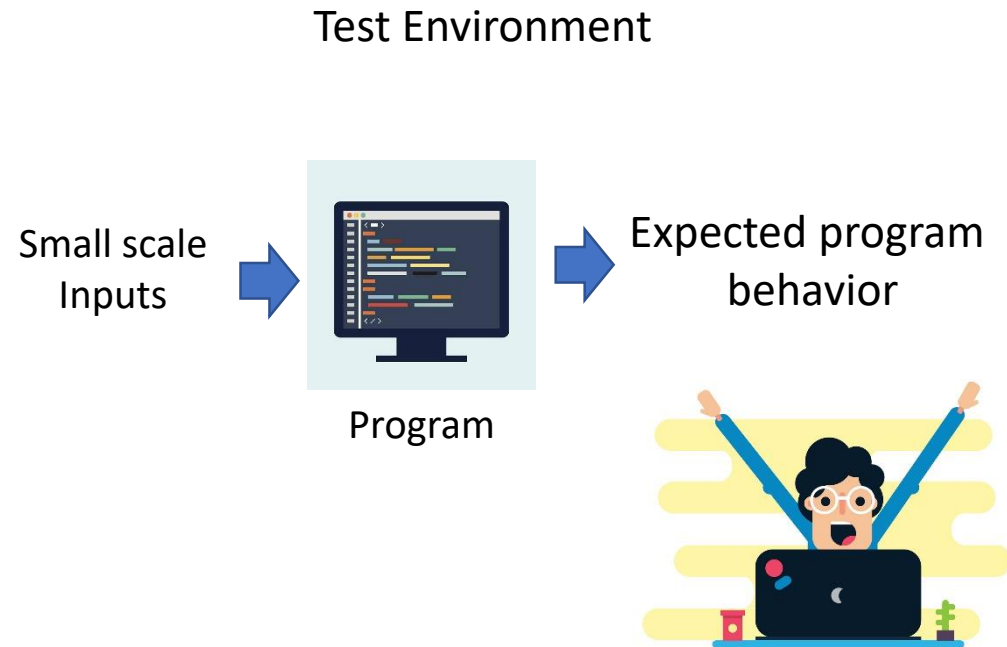 Test Environment
Small scale
Inputs
Expected program
behavior
Program